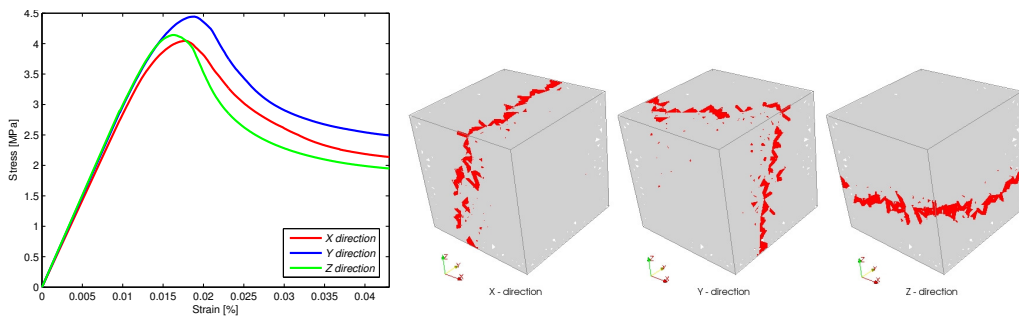 4.5
4
3.5
3
2.5
2
1.5
1
0.5
0
Stress [MPa]
0 0.005 0.01 0.015 0.02 0.025 0.03 0.035 0.04
Strain [%]
X direction
Y direction
Z direction
Z Y X
X - direction
Z Y X
Y - direction
Z Y X
Z - direction